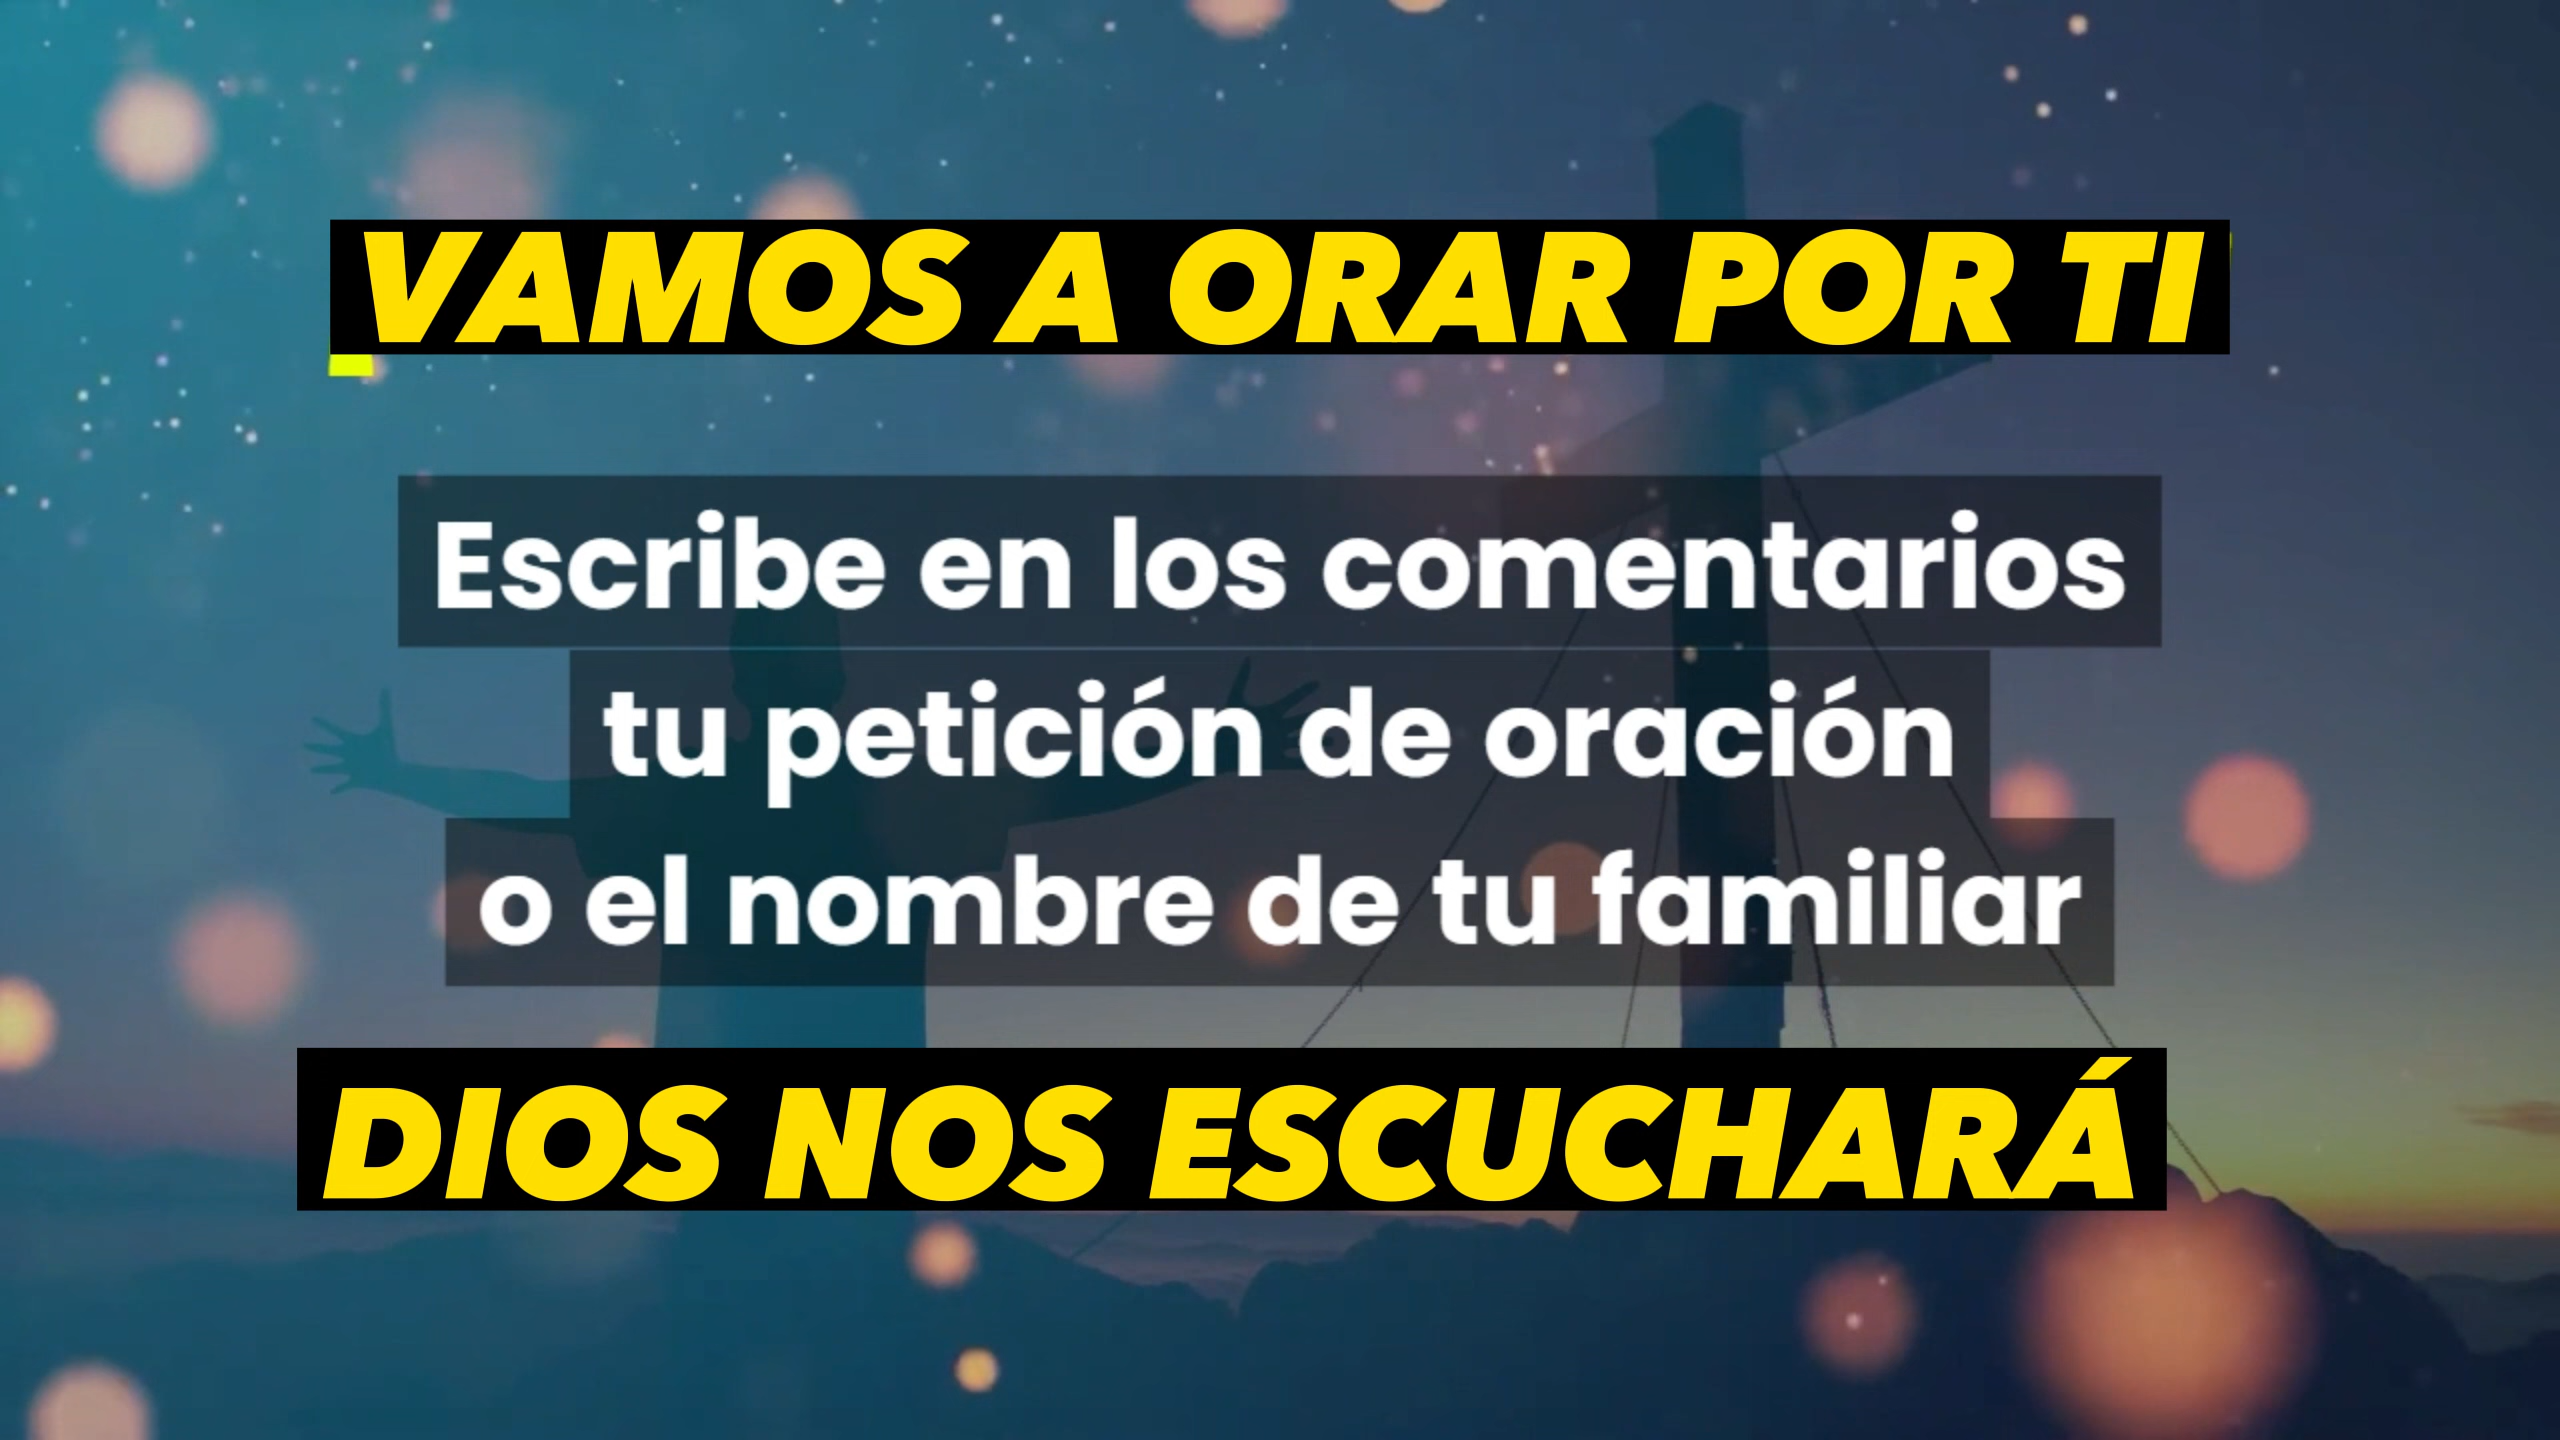 VAMOS A ORAR POR TI
Escribe en los comentarios
tu petición de oración
o el nombre de tu familiar
DIOS NOS ESCUCHARÁ